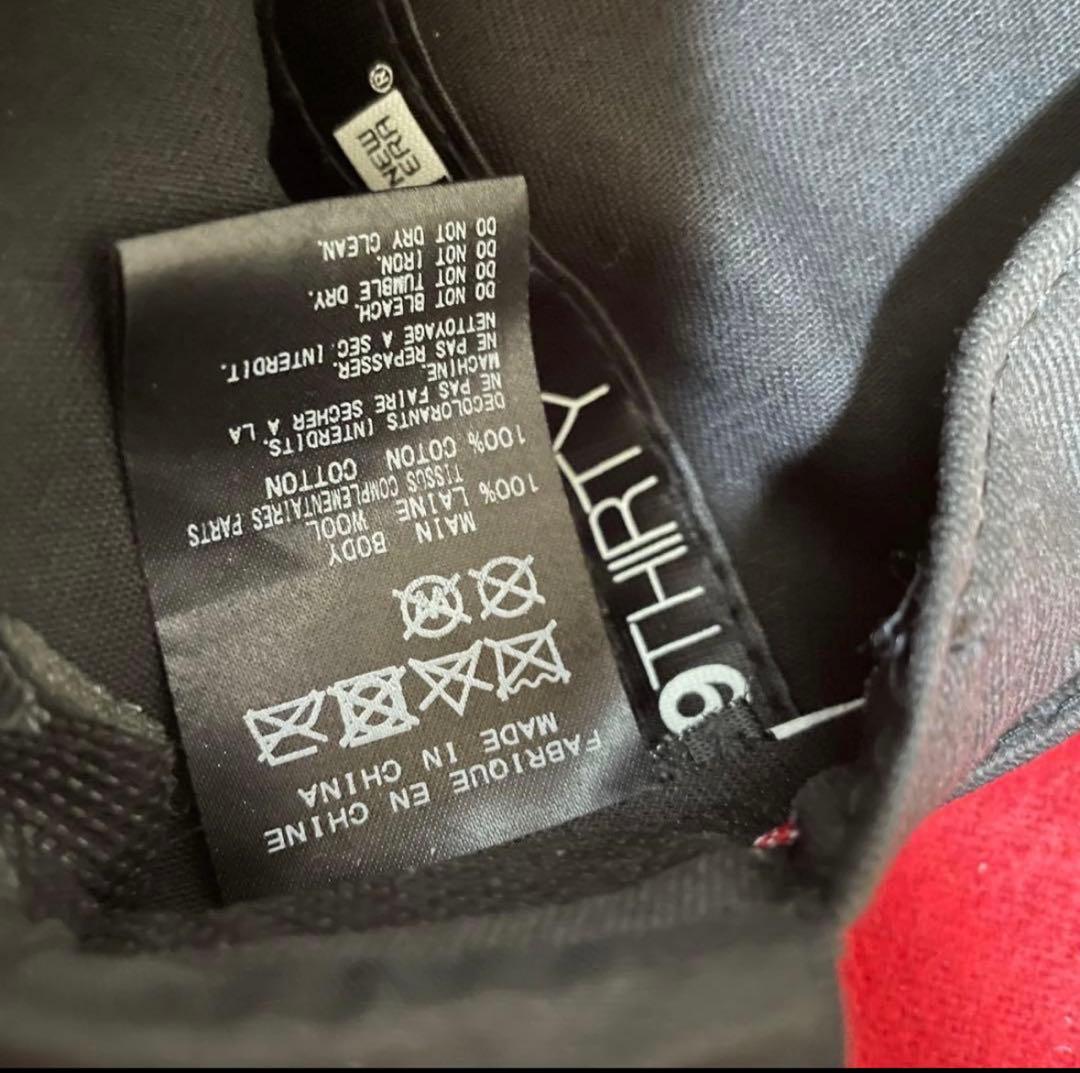 FABRIQUE EN CHINE
MADE IN CHINA
MAIN BODY
100% LAINE WOOL
TISSUS COMPLEMENTAIRES PARTS
100% COTON COTTON
DECOLORANTS INTERDITS.
NE PAS FAIRE SECHER A LA
MACHINE.
NE PAS REPASSER.
NETTOYAGE A SEC INTERDIT.
DO NOT BLEACH.
DO NOT TUMBLE DRY.
DO NOT IRON.
DO NOT DRY CLEAN.
9THIRTY
NEW
ERA
®